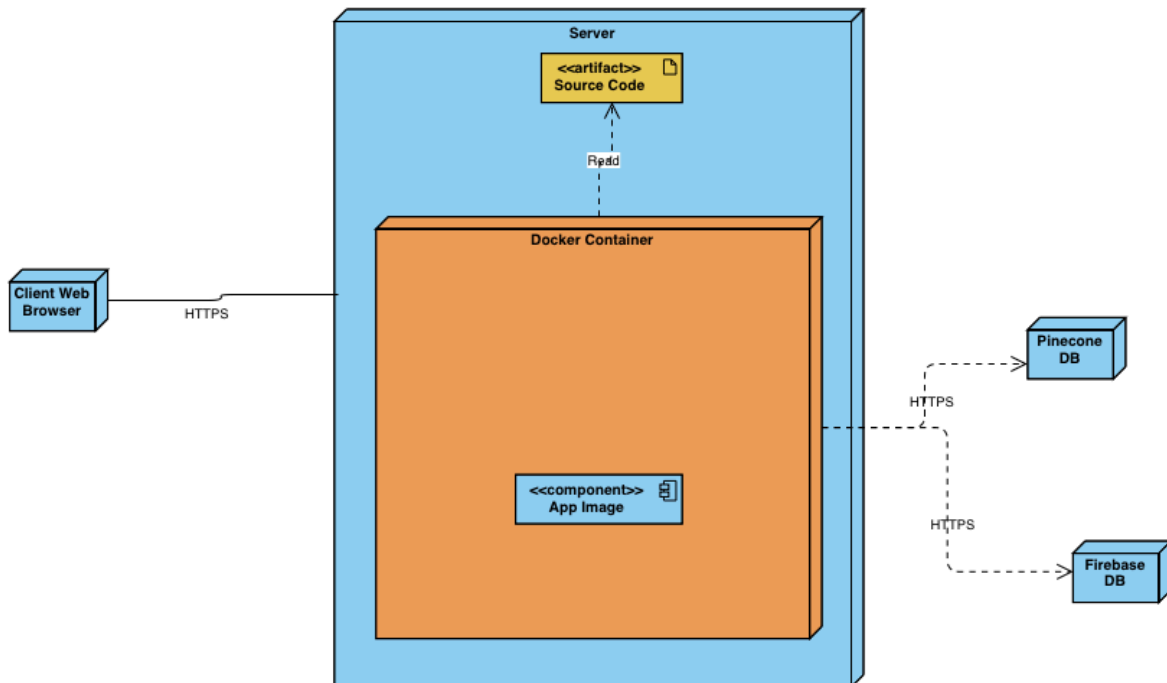 Server
<<artifact>>
Source Code
Read
Docker Container
Client Web
Browser
HTTPS
Pinecone
DB
HTTPS
<<component>>
App Image
HTTPS
Firebase
DB